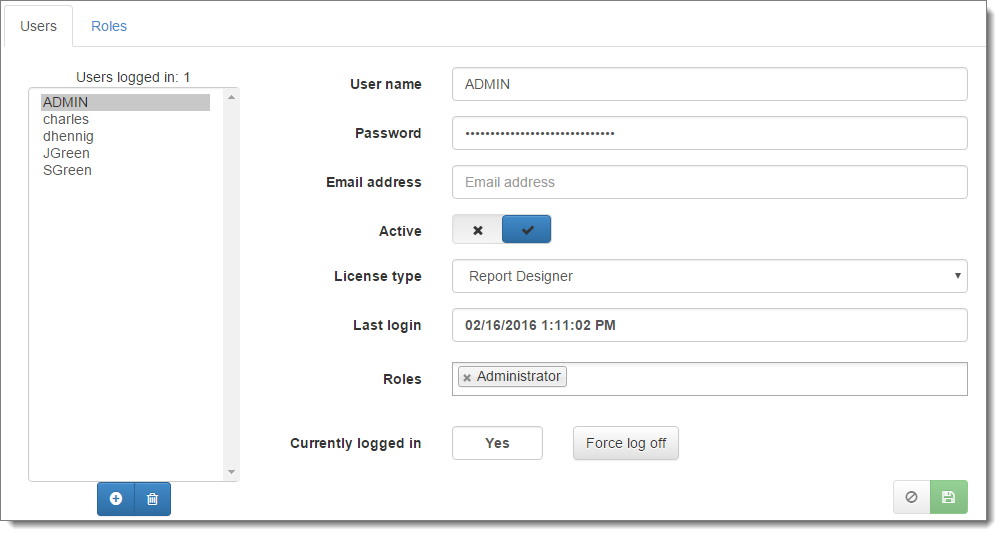 Users Roles
Users logged in: 1
ADMIN
charles
dhennig
JGreen
SGreen
User name ADMIN
Password ••••••••••••••••••••••••••••••
Email address Email address
Active
License type Report Designer
Last login 02/16/2016 1:11:02 PM
Roles Administrator
Currently logged in Yes Force log off